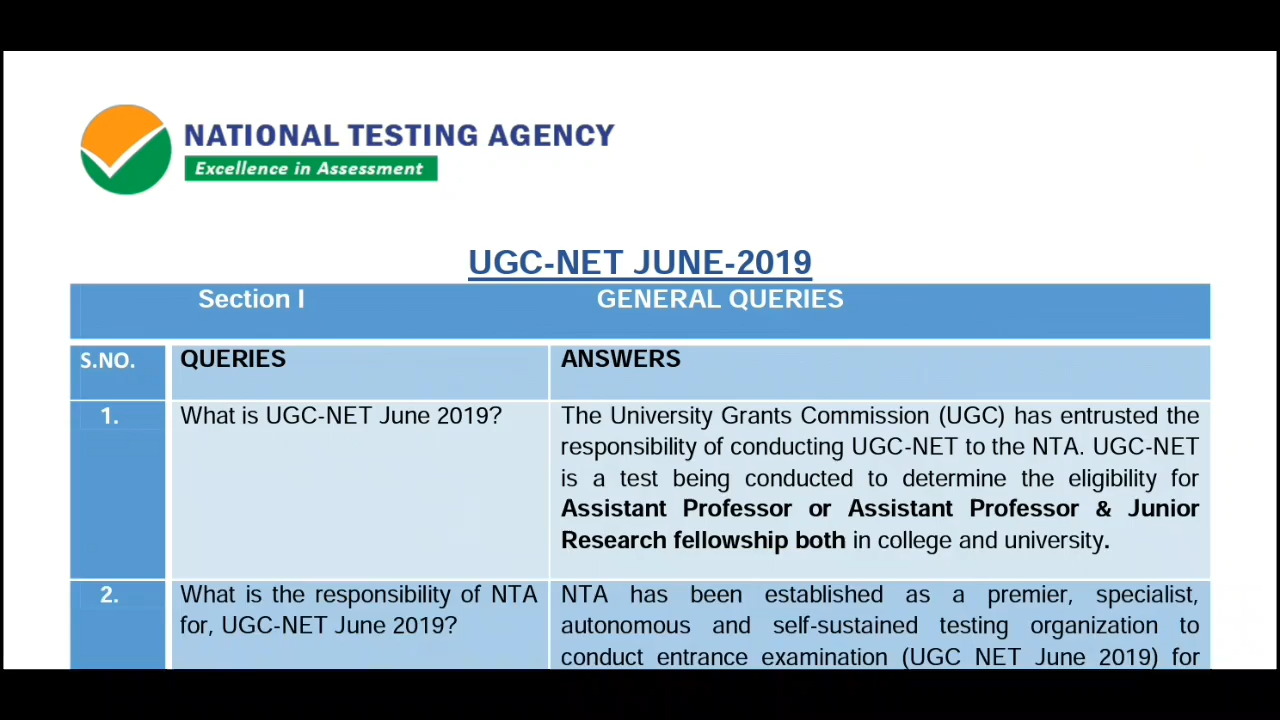 NATIONAL TESTING AGENCY
Excellence in Assessment
UGC-NET JUNE-2019
Section I GENERAL QUERIES
S.NO. QUERIES ANSWERS
1. What is UGC-NET June 2019? The University Grants Commission (UGC) has entrusted the
responsibility of conducting UGC-NET to the NTA. UGC-NET
is a test being conducted to determine the eligibility for
Assistant Professor or Assistant Professor & Junior
Research fellowship both in college and university.
2. What is the responsibility of NTA
for, UGC-NET June 2019?
NTA has been established as a premier, specialist,
autonomous and self-sustained testing organization to
conduct entrance examination (UGC NET June 2019) for